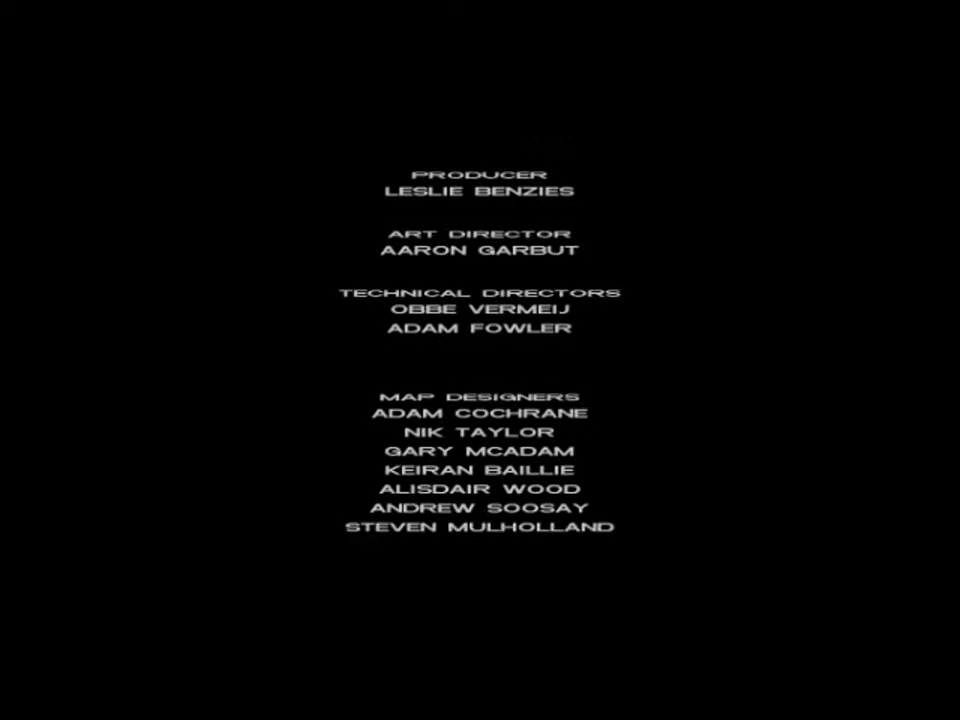 PRODUCER
LESLIE BENZIES
ART DIRECTOR
AARON GARBUT
TECHNICAL DIRECTORS
OBBE VERMEIJ
ADAM FOWLER
MAP DESIGNERS
ADAM COCHRANE
NIK TAYLOR
GARY MCADAM
KEIRAN BAILLIE
ALISDAIR WOOD
ANDREW SOOSAY
STEVEN MULHOLLAND